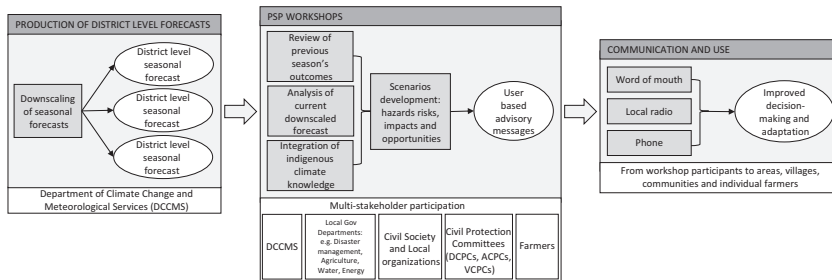 PRODUCTION OF DISTRICT LEVEL FORECASTS
Downscaling
of seasonal
forecasts
District level
seasonal
forecast
District level
seasonal
forecast
District level
seasonal
forecast
Department of Climate Change and
Meteorological Services (DCCMS)
PSP WORKSHOPS
Review of
previous
season's
outcomes
Analysis of
current
downscaled
forecast
Integration of
indigenous
climate
knowledge
Scenarios
development:
hazards risks,
impacts and
opportunities
User
based
advisory
messages
Multi-stakeholder participation
DCCMS
Local Gov
Departments:
e.g. Disaster
management,
Agriculture,
Water, Energy
Civil Society
and Local
organizations
Civil Protection
Committees
(DCPCs, ACPCs,
VCPCs)
Farmers
COMMUNICATION AND USE
Word of mouth
Local radio
Phone
Improved
decision-
making and
adaptation
From workshop participants to areas, villages,
communities and individual farmers